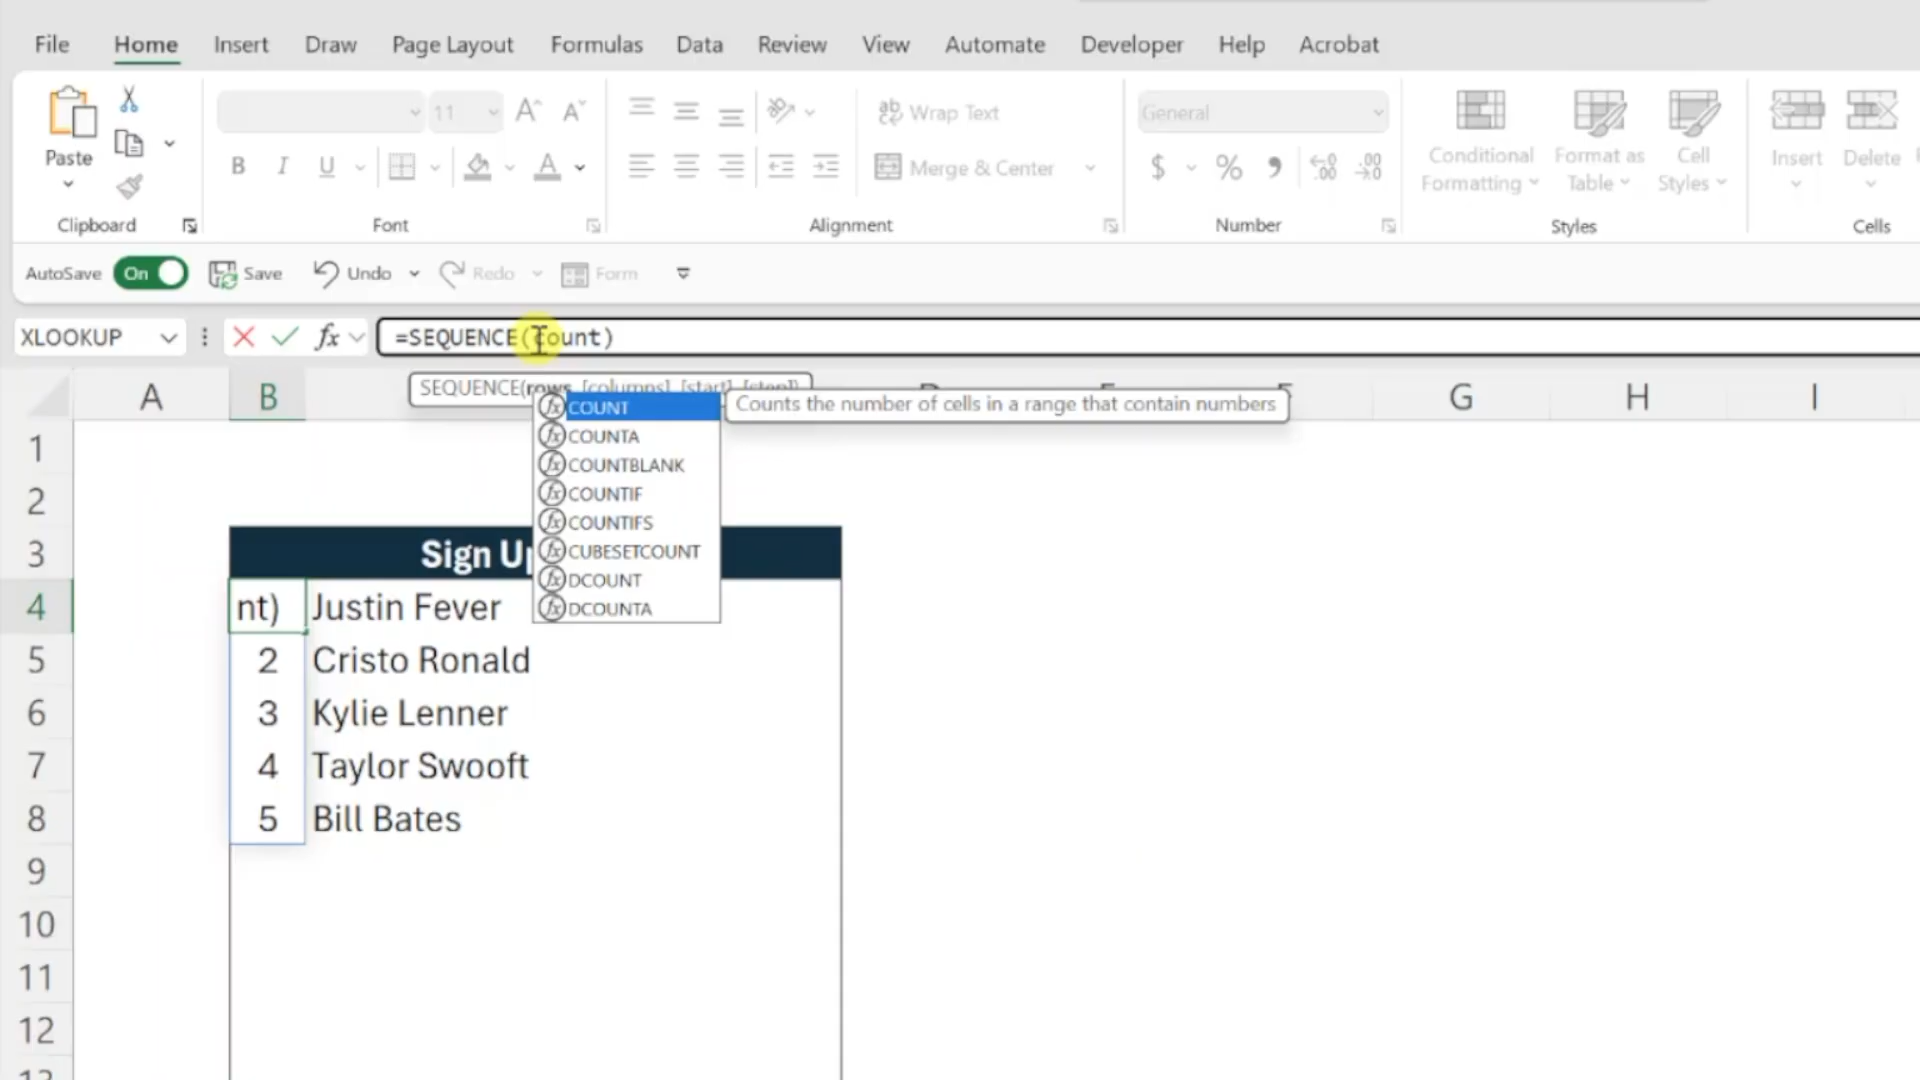 File Home Insert Draw Page Layout Formulas Data Review View Automate Developer Help Acrobat
Paste
11
B I U
A
Wrap Text
Merge & Center
General
$ % 9
Conditional Formatting
Format as Table
Cell Styles
Insert
Delete
Clipboard Font Alignment Number Styles Cells
AutoSave On Save Undo Redo Form
XLOOKUP fx =SEQUENCE(count)
SEQUENCE(rows, [columns], [start], [step])
A B G H I
COUNT
Counts the number of cells in a range that contain numbers
COUNTA
COUNTBLANK
COUNTIF
COUNTIFS
CUBESETCOUNT
DCOUNT
DCOUNTA
1
2
3 Sign Up
4 nt) Justin Fever
5 2 Cristo Ronald
6 3 Kylie Lenner
7 4 Taylor Swooft
8 5 Bill Bates
9
10
11
12
13